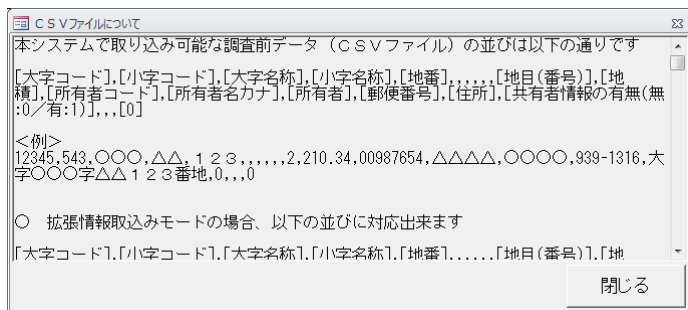 ＣＳＶファイルについて
本システムで取り込み可能な調査前データ（ＣＳＶファイル）の並びは以下の通りです
[大字コード],[小字コード],[大字名称],[小字名称],[地番],,,,,,[地目(番号)],[地
積],[所有者コード],[所有者名カナ],[所有者],[郵便番号],[住所],[共有者情報の有無(無
:0／有:1)],,,[0]
<例>
12345,543,○○○,△△,１２３,,,,,,2,210.34,00987654,△△△△,○○○○,939-1316,大
字○○○字△△１２３番地,0,,,0
○　拡張情報取込みモードの場合、以下の並びに対応出来ます
[大字コード],[小字コード],[大字名称],[小字名称],[地番],,,,,,[地目(番号)],[地
閉じる